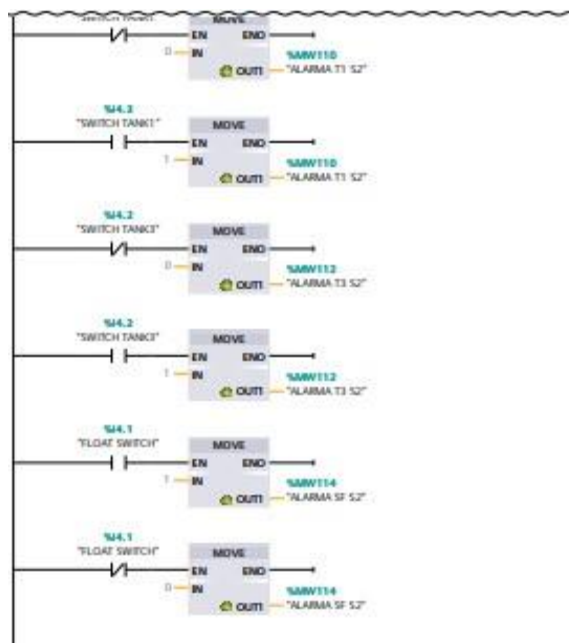 MOVE
EN ENO
0 IN
%MW110
OUT1 "ALARMA T1 S2"
%I4.3
"SWITCH TANK1"
MOVE
EN ENO
1 IN
%MW110
OUT1 "ALARMA T1 S2"
%I4.2
"SWITCH TANK3"
MOVE
EN ENO
0 IN
%MW112
OUT1 "ALARMA T3 S2"
%I4.2
"SWITCH TANK3"
MOVE
EN ENO
1 IN
%MW112
OUT1 "ALARMA T3 S2"
%I4.1
"FLOAT SWITCH"
MOVE
EN ENO
1 IN
%MW114
OUT1 "ALARMA SF S2"
%I4.1
"FLOAT SWITCH"
MOVE
EN ENO
0 IN
%MW114
OUT1 "ALARMA SF S2"